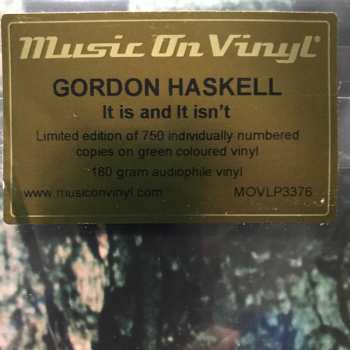 Music On Vinyl®
GORDON HASKELL
It is and It isn't
Limited edition of 750 individually numbered
copies on green coloured vinyl
180 gram audiophile vinyl
www.musiconvinyl.com MOVLP3376